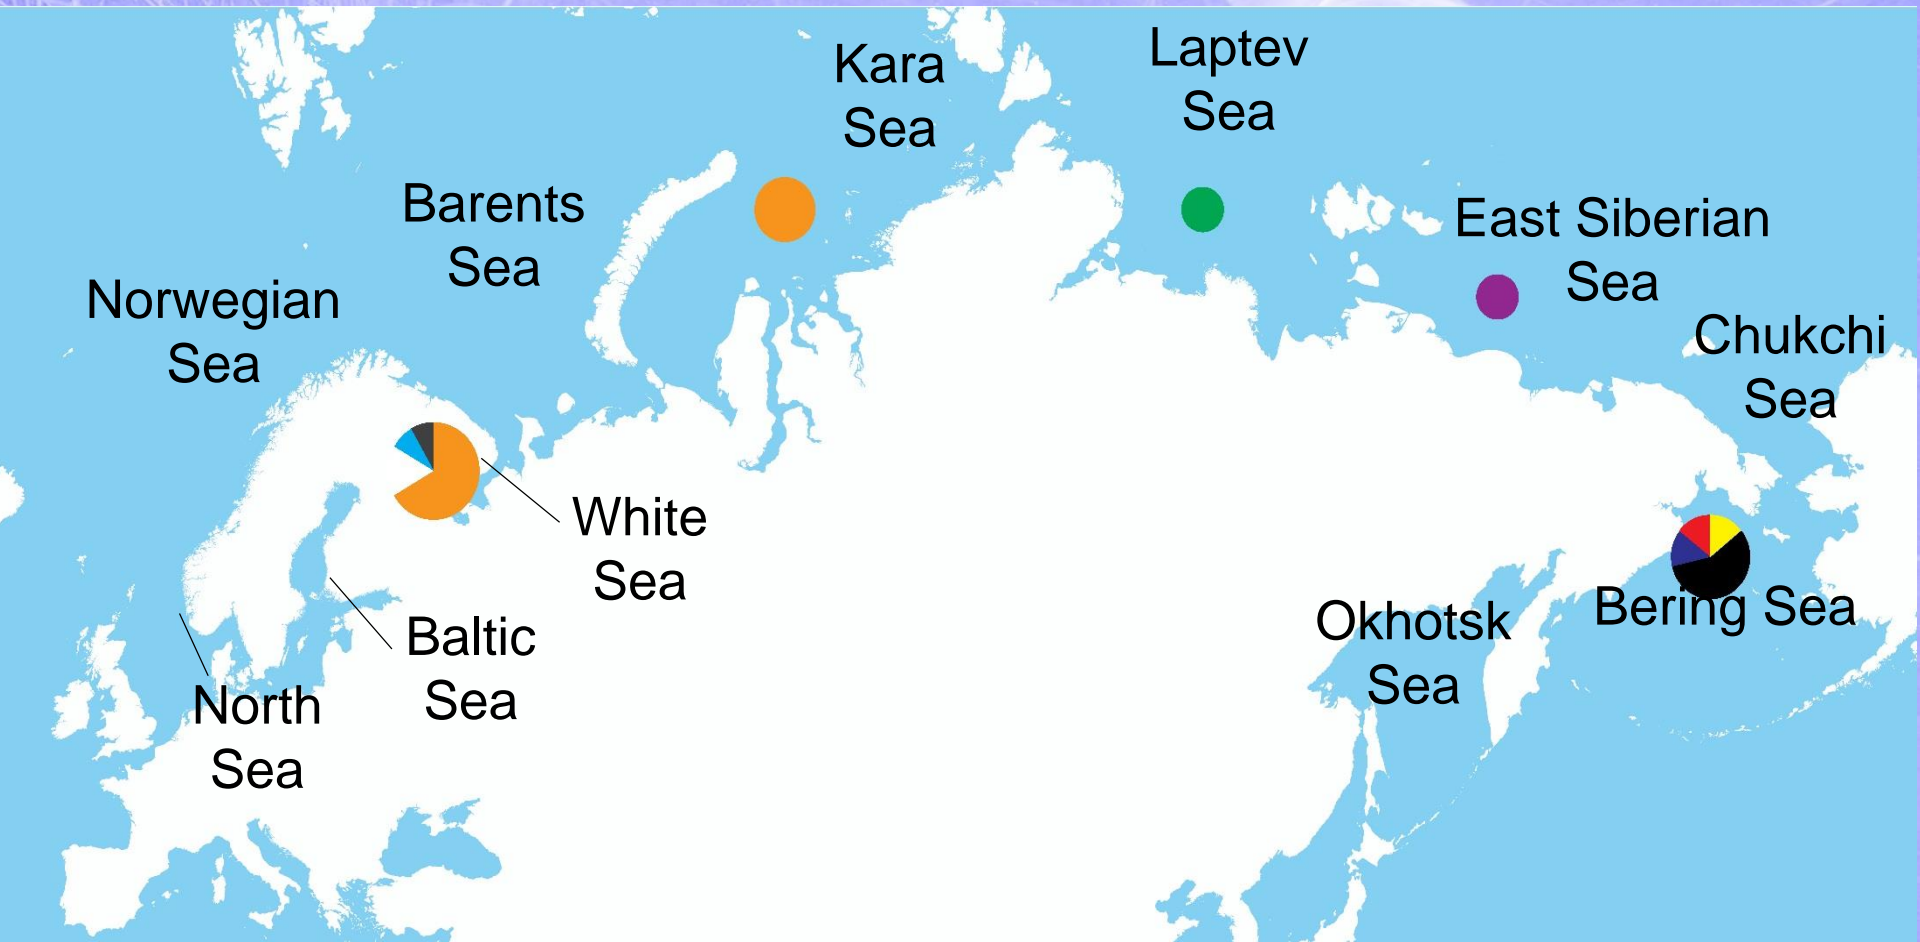 Kara
Sea
Laptev
Sea
Barents
Sea
East Siberian
Sea
Norwegian
Sea
Chukchi
Sea
White
Sea
Baltic
Sea
Okhotsk
Sea
Bering Sea
North
Sea